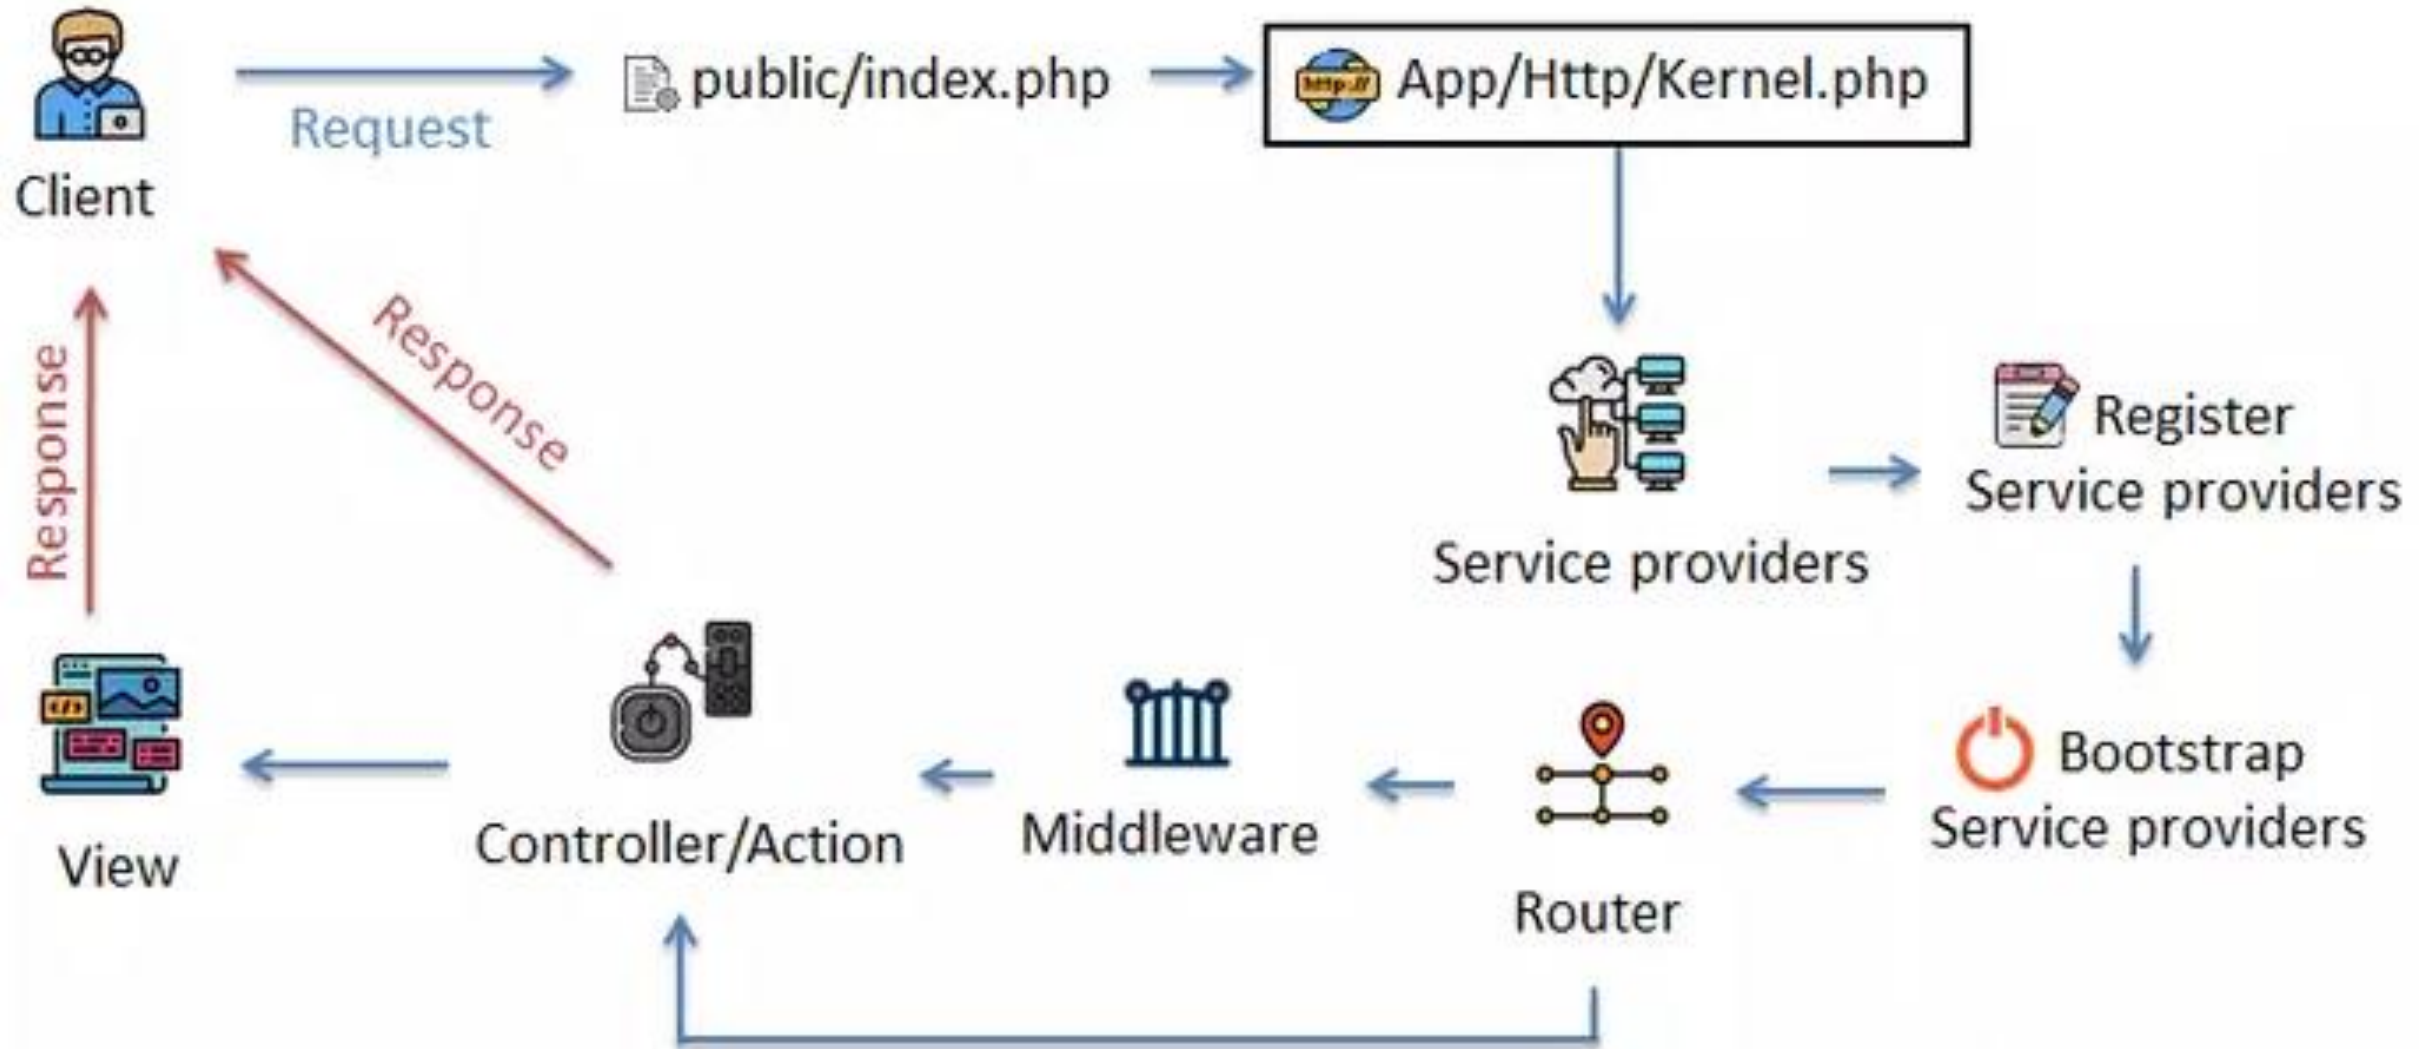 public/index.php
http://
App/Http/Kernel.php
Request
Client
Response
Response
Register
Service providers
Service providers
Bootstrap
Service providers
</>
Controller/Action
Middleware
View
Router